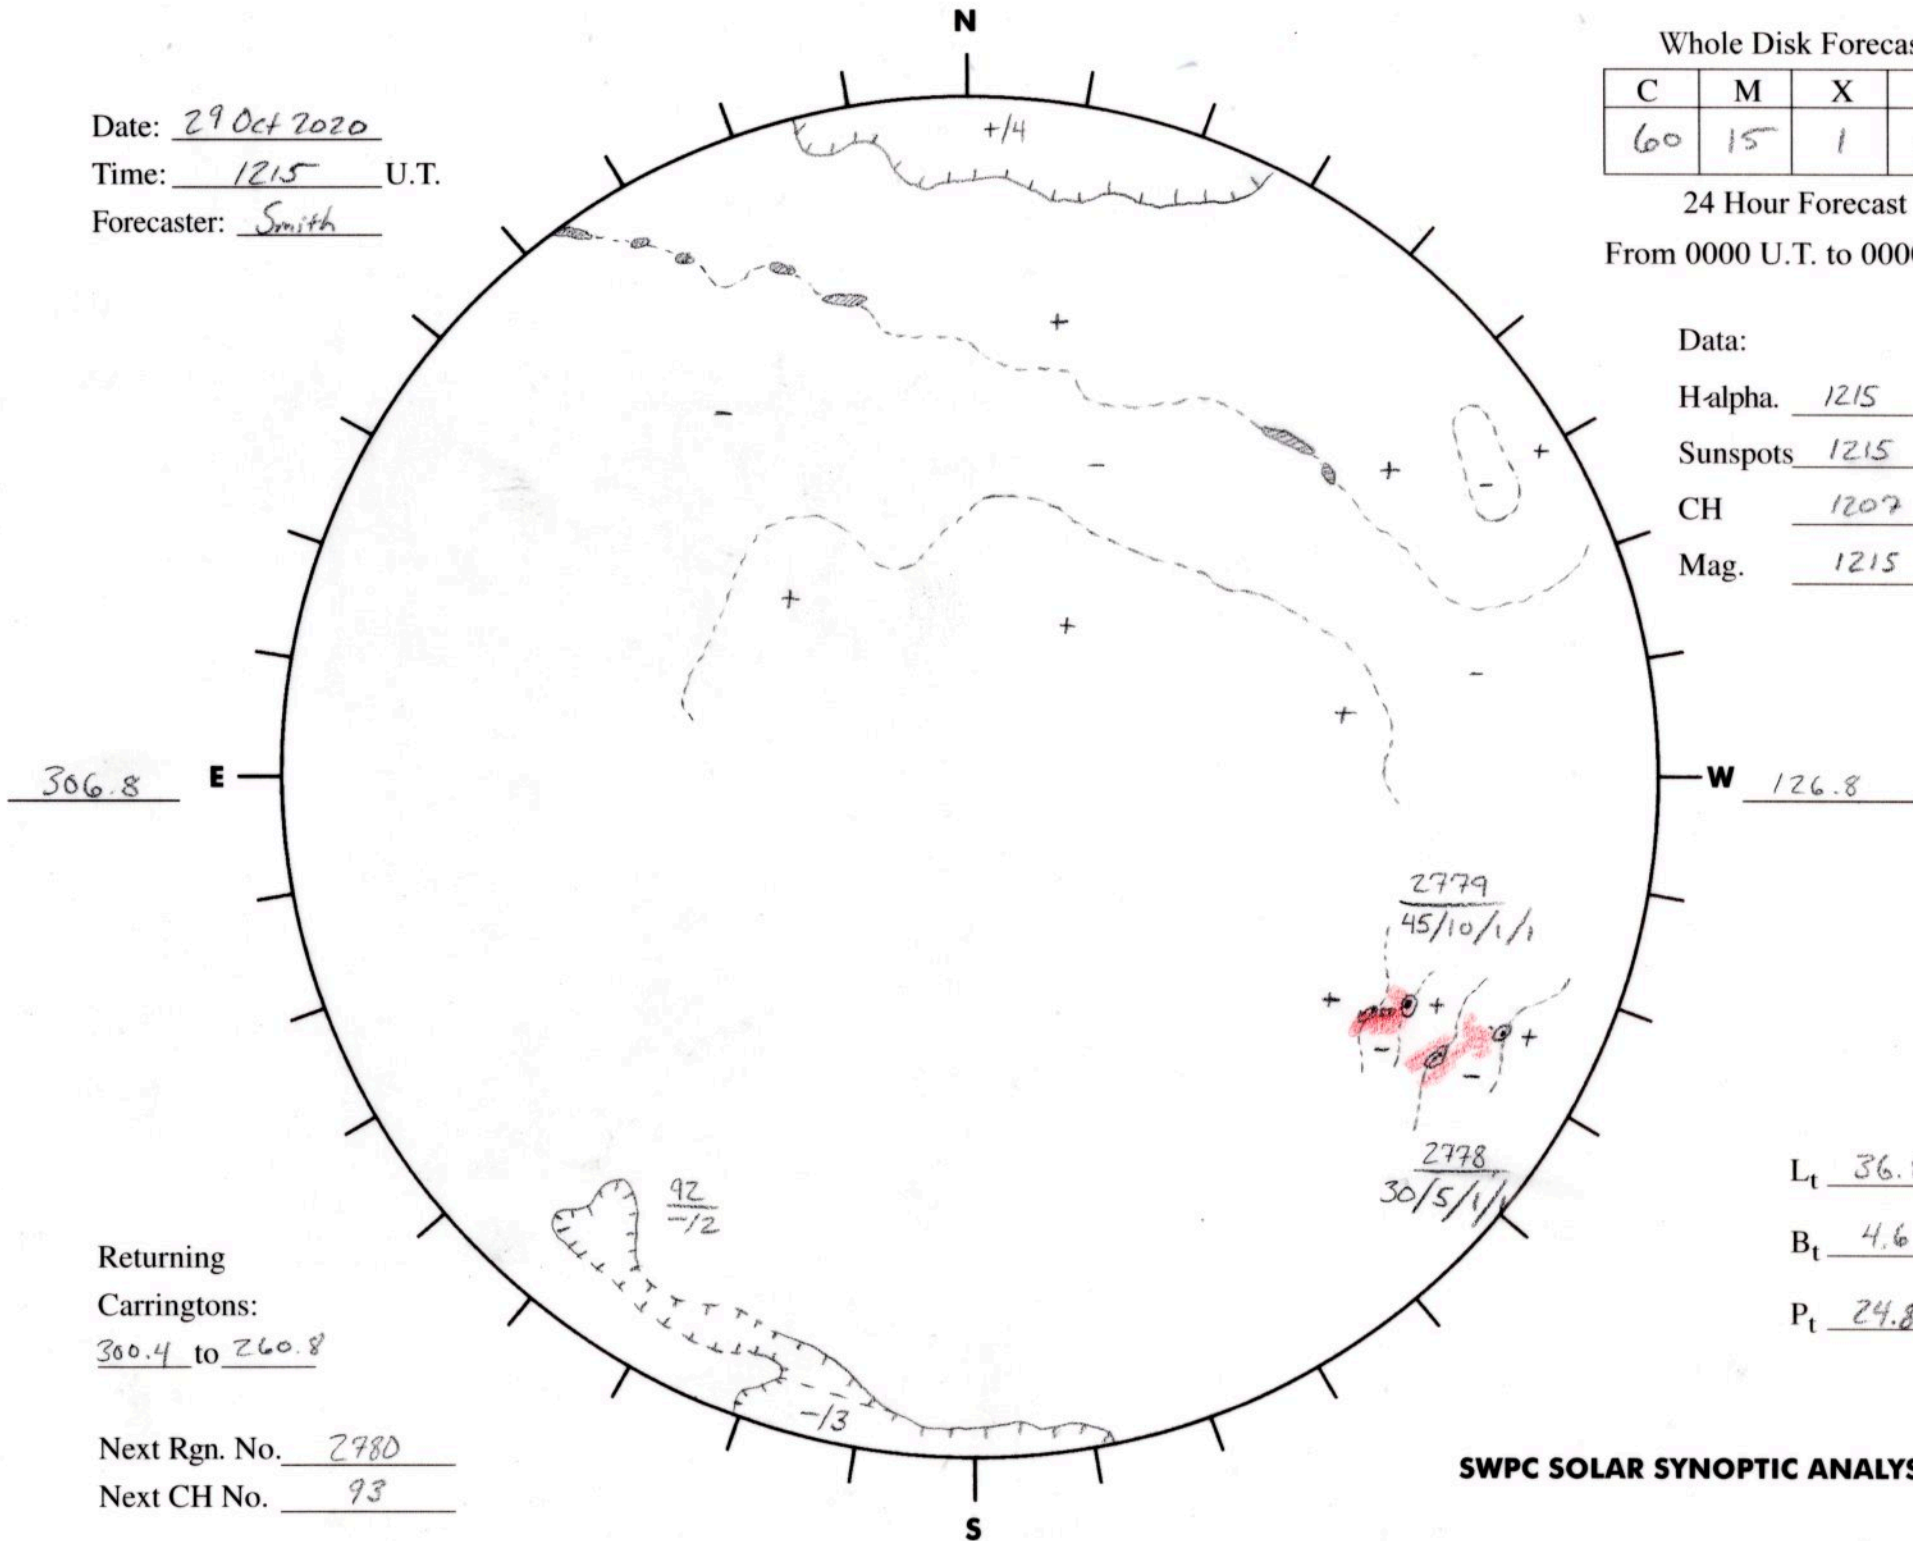 N
Date: 29 Oct 2020
Time: 1215 U.T.
Forecaster: Smith
+/4
Whole Disk
C M X
60 15 1
24 Hour Forecast
From 0000 U.T. to
Data:
H-alpha. 1215
Sunspots 1215
CH 1207
Mag. 1215
+
-
-
+
-
+
+
+
-
+
306.8 E
W 126.8
2779
45/10/1/1
+
+
-
+
-
2778
30/5/1/1
92
-/2
-/3
Lt 36.
Bt 4.6
Pt 24.8
Returning
Carringtons:
300.4 to 260.8
Next Rgn. No. 2780
Next CH No. 93
SWPC SOLAR SYNOPTIC
S